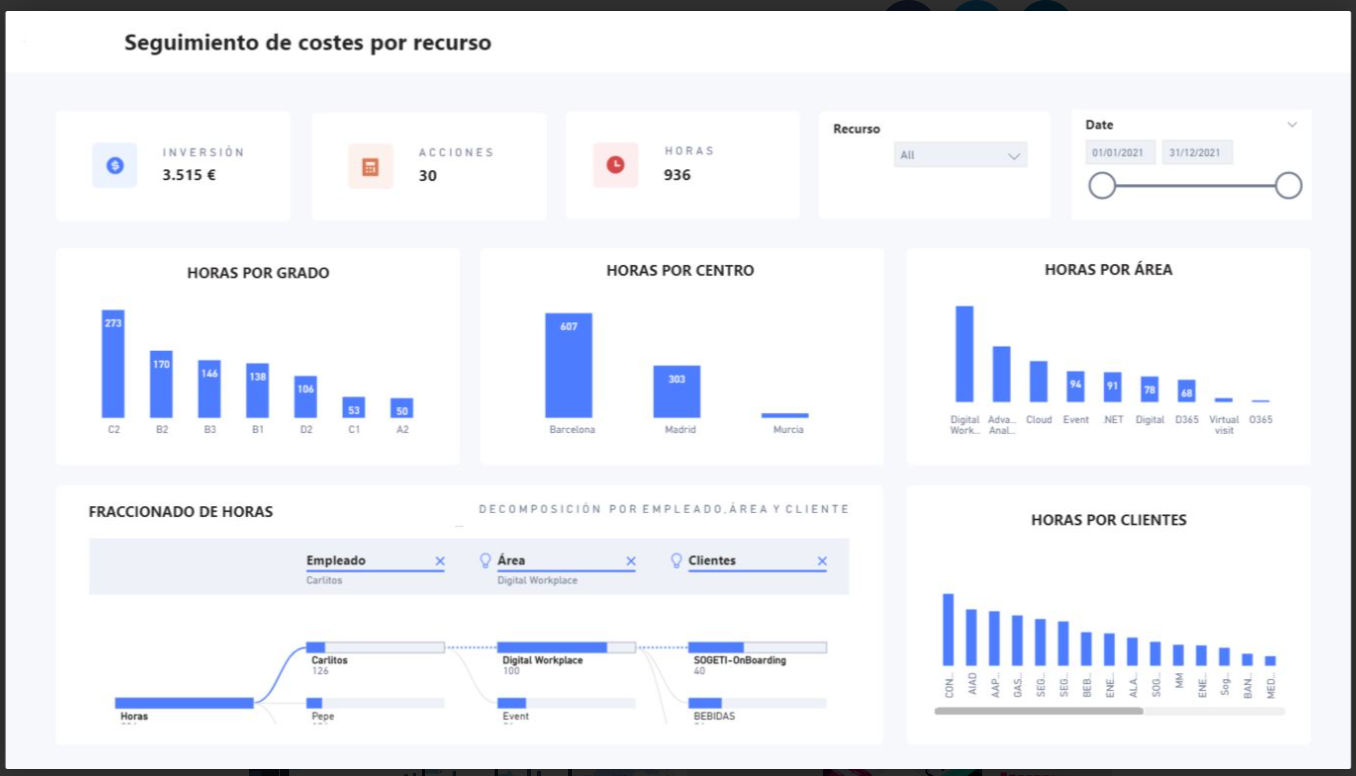 Seguimiento de costes por recurso
INVERSIÓN
3.515 €
ACCIONES
30
HORAS
936
Recurso
All
Date
01/01/2021 31/12/2021
HORAS POR GRADO
273
170
146
138
106
53
50
C2 B2 B3 B1 D2 C1 A2
HORAS POR CENTRO
607
303
Barcelona Madrid Murcia
HORAS POR ÁREA
94
91
78
68
Digital Work... Adva... Anal... Cloud Event .NET Digital D365 Virtual visit O365
FRACCIONADO DE HORAS
DECOMPOSICIÓN POR EMPLEADO,ÁREA Y CLIENTE
Empleado
Carlitos
Área
Digital Workplace
Clientes
Carlitos
126
Digital Workplace
100
SOGETI-OnBoarding
40
Horas
Pepe
Event
BEBIDAS
HORAS POR CLIENTES
CON... AIAD AAP... GAS... SEG... SEG... BEB... ENE... ALA... SOG... MM ENE... Sog... BAN... MED...